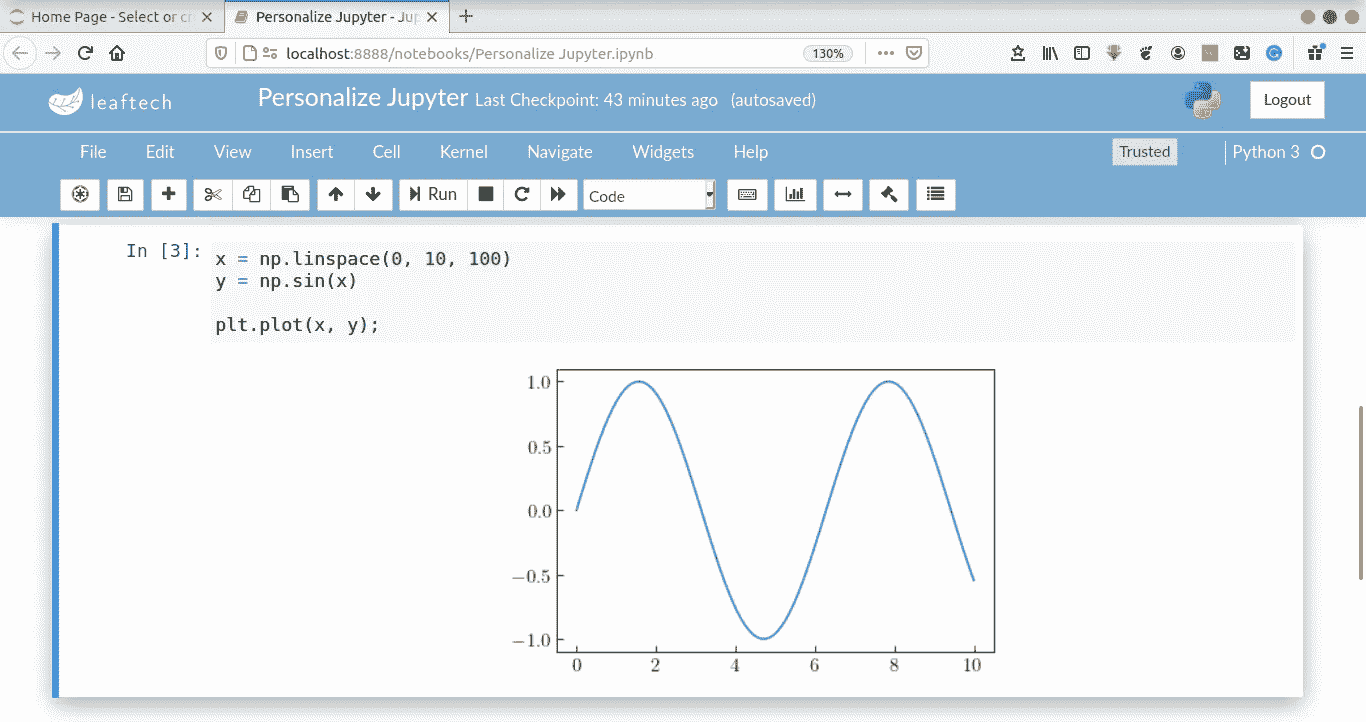 Home Page - Select or cr
Personalize Jupyter - Jup
localhost:8888/notebooks/Personalize Jupyter.ipynb
130%
leaftech
Personalize Jupyter Last Checkpoint: 43 minutes ago (autosaved)
Logout
File Edit View Insert Cell Kernel Navigate Widgets Help
Trusted
Python 3
Run
Code
In [3]:
x = np.linspace(0, 10, 100)
y = np.sin(x)
plt.plot(x, y);
1.0
0.5
0.0
−0.5
−1.0
0 2 4 6 8 10